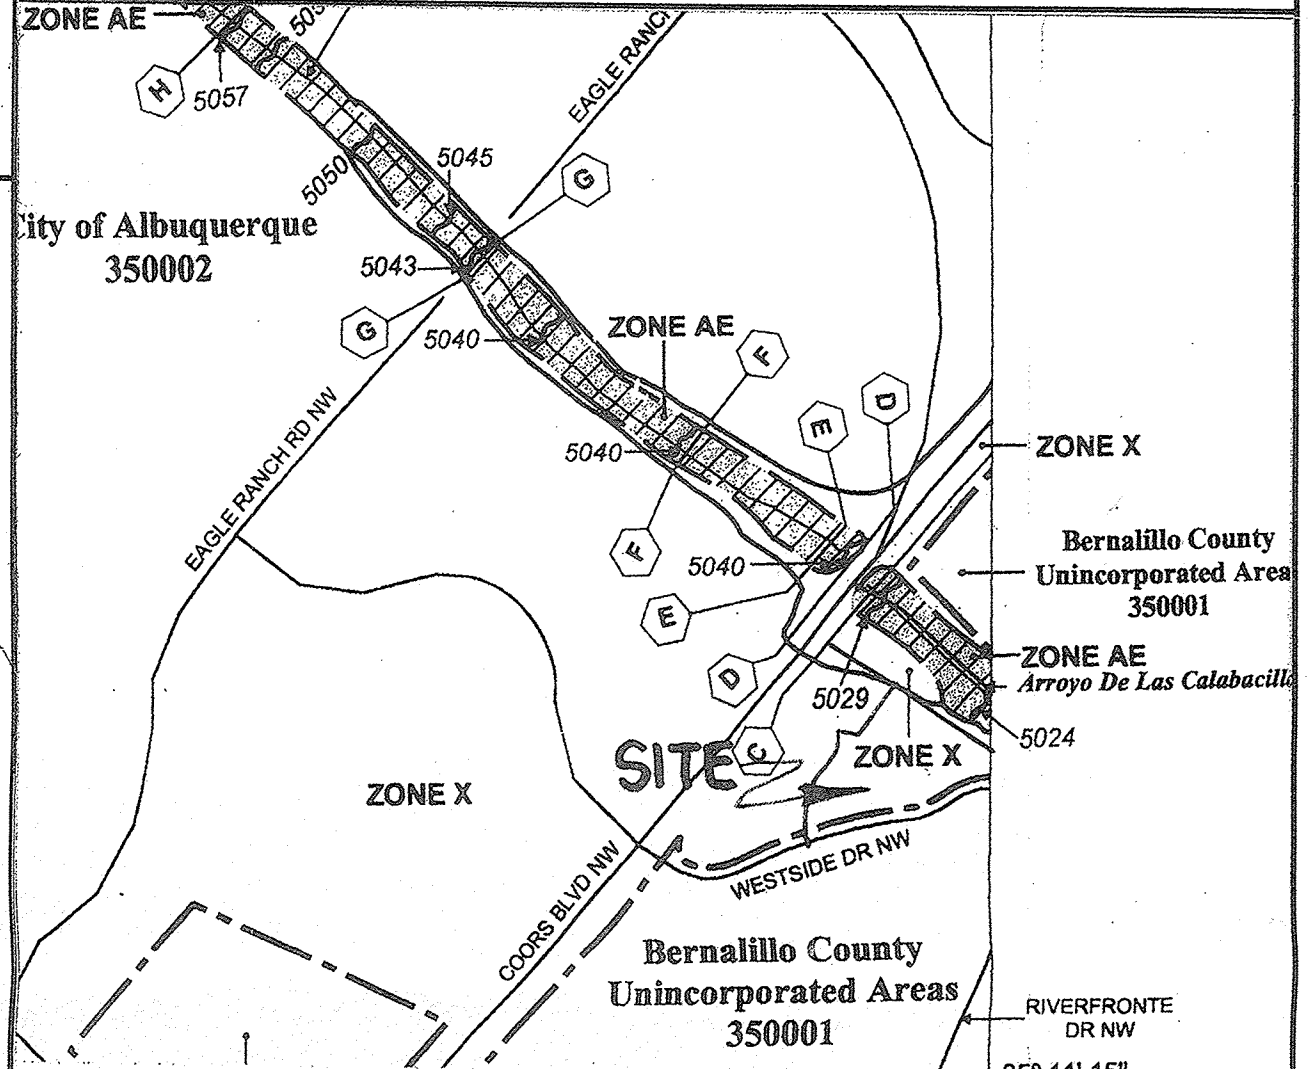 ZONE AE
H
5057
EAGLE RANCH
5045
G
5050
City of Albuquerque
350002
5043
G
5040
ZONE AE
F
D
E
EAGLE RANCH RD NW
5040
ZONE X
F
5040
Bernalillo County
Unincorporated Area
350001
E
ZONE AE
Arroyo De Las Calabacilla
D
5029
5024
SITE
C
ZONE X
ZONE X
WESTSIDE DR NW
COORS BLVD NW
Bernalillo County
Unincorporated Areas
350001
RIVERFRONTE
DR NW